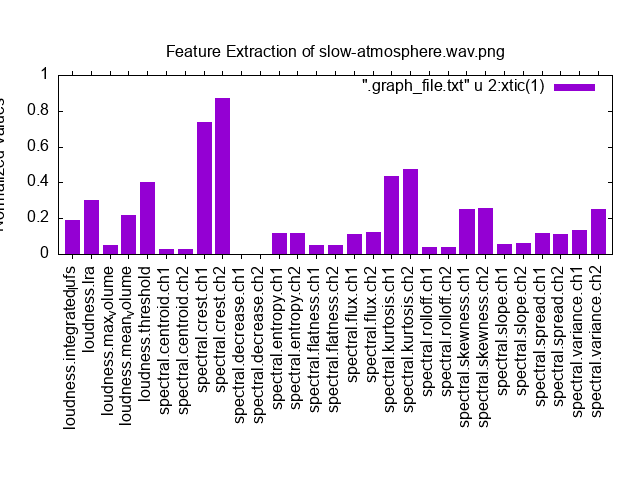 Feature Extraction of slow-atmosphere.wav.png
".graph_file.txt" u 2:xtic(1)
Normalized Values
1
0.8
0.6
0.4
0.2
0
loudness.integratedlufs
loudness.lra
loudness.maxvolume
loudness.meanvolume
loudness.threshold
spectral.centroid.ch1
spectral.centroid.ch2
spectral.crest.ch1
spectral.crest.ch2
spectral.decrease.ch1
spectral.decrease.ch2
spectral.entropy.ch1
spectral.entropy.ch2
spectral.flatness.ch1
spectral.flatness.ch2
spectral.flux.ch1
spectral.flux.ch2
spectral.kurtosis.ch1
spectral.kurtosis.ch2
spectral.rolloff.ch1
spectral.rolloff.ch2
spectral.skewness.ch1
spectral.skewness.ch2
spectral.slope.ch1
spectral.slope.ch2
spectral.spread.ch1
spectral.spread.ch2
spectral.variance.ch1
spectral.variance.ch2